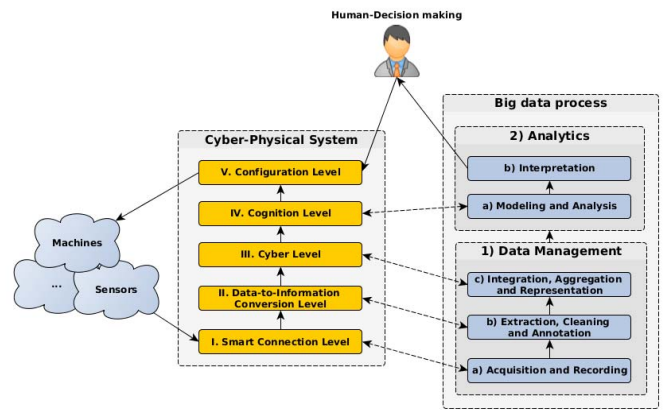 Human-Decision making
Big data process
Cyber-Physical System
2) Analytics
V. Configuration Level
b) Interpretation
IV. Cognition Level
a) Modeling and Analysis
Machines
III. Cyber Level
1) Data Management
...
Sensors
II. Data-to-Information
Conversion Level
c) Integration, Aggregation
and Representation
b) Extraction, Cleaning
and Annotation
I. Smart Connection Level
a) Acquisition and Recording